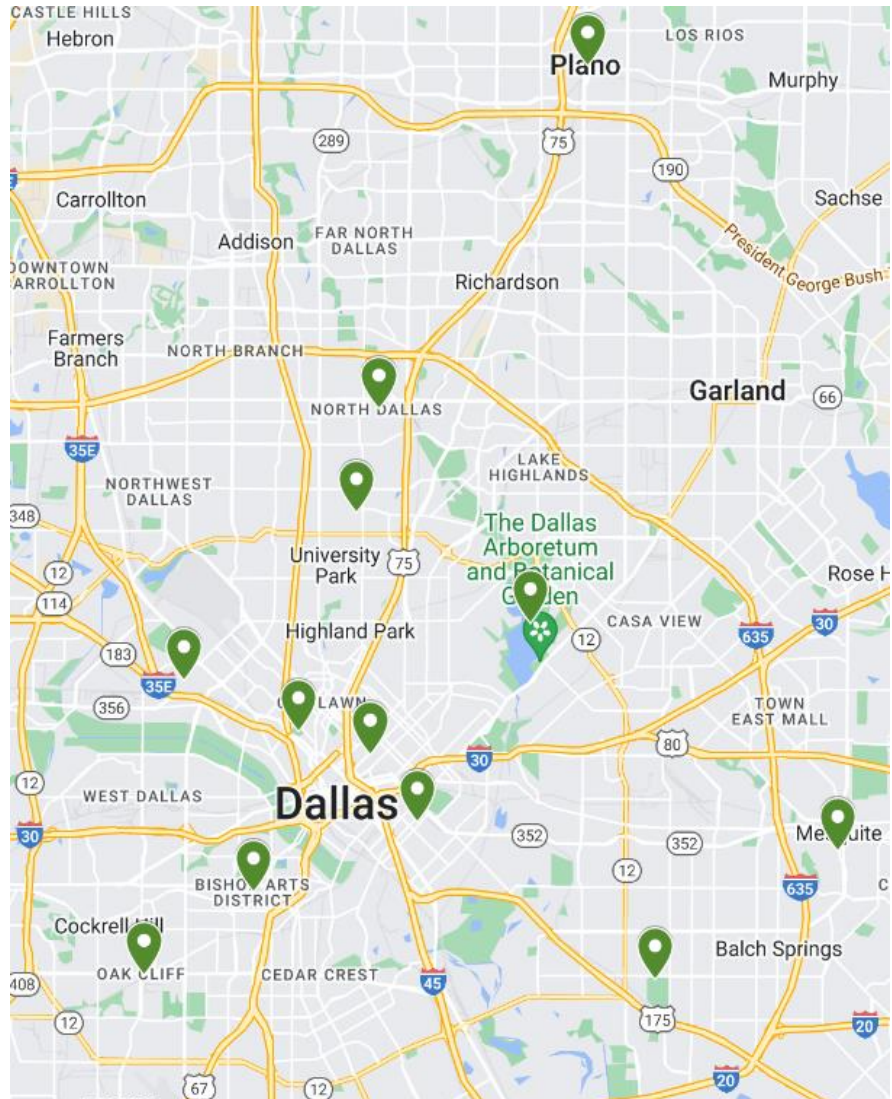 CASTLE HILLS
Hebron
LOS RIOS
Plano
Murphy
289
75
190
Carrollton
Sachse
Addison
FAR NORTH
DALLAS
President George Bush
DOWNTOWN
CARROLLTON
Richardson
Farmers
Branch
NORTH BRANCH
Garland
66
NORTH DALLAS
35E
LAKE
HIGHLANDS
NORTHWEST
DALLAS
348
The Dallas
Arboretum
and Botanical
Garden
University
Park
75
12
114
Rose H
CASA VIEW
30
Highland Park
12
635
183
35E
356
LAWN
TOWN
EAST MALL
80
30
12
WEST DALLAS
Dallas
30
352
352
Mesquite
12
635
BISHOP ARTS
DISTRICT
C
Cockrell Hill
Balch Springs
OAK CLIFF
CEDAR CREST
408
45
12
175
20
67
12
20